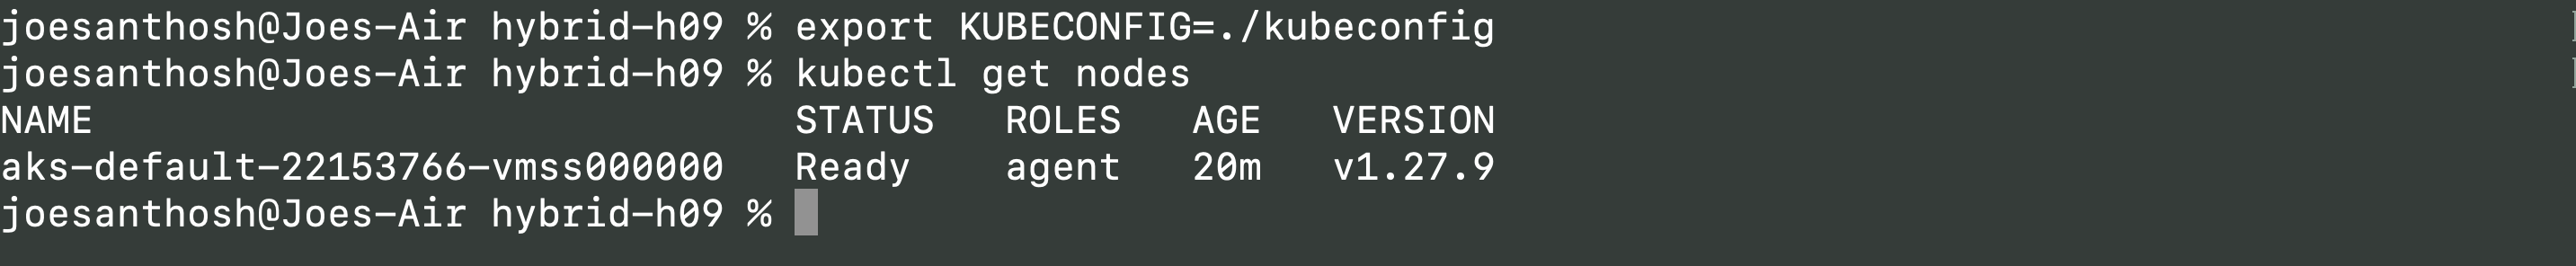 joesanthosh@Joes-Air hybrid-h09 % export KUBECONFIG=./kubeconfig
joesanthosh@Joes-Air hybrid-h09 % kubectl get nodes
NAME STATUS ROLES AGE VERSION
aks-default-22153766-vmss000000 Ready agent 20m v1.27.9
joesanthosh@Joes-Air hybrid-h09 %